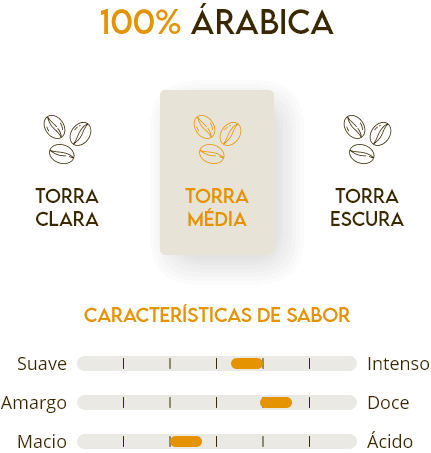 100% ÁRABICA
TORRA
CLARA
TORRA
MÉDIA
TORRA
ESCURA
CARACTERÍSTICAS DE SABOR
Suave Intenso
Amargo Doce
Macio Ácido